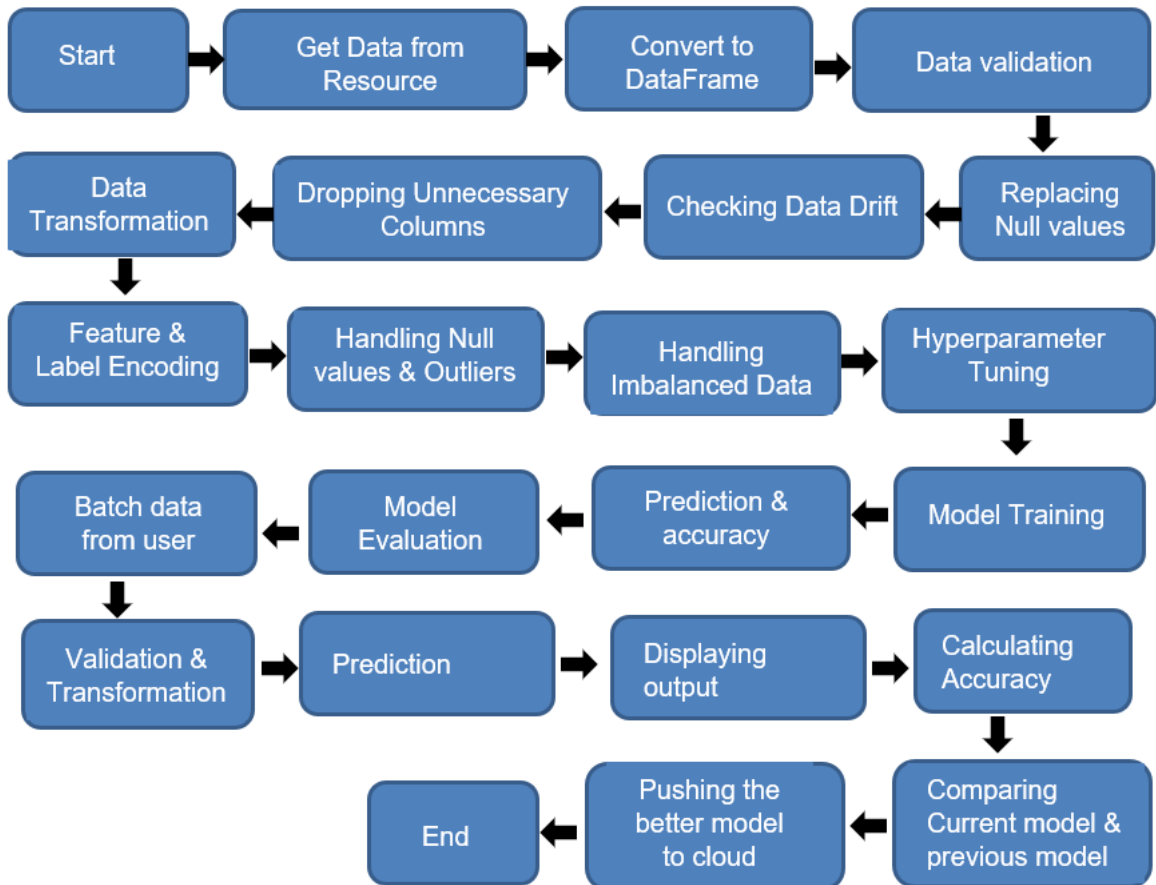 Start
Get Data from
Resource
Convert to
DataFrame
Data validation
Replacing
Null values
Checking Data Drift
Dropping Unnecessary
Columns
Data
Transformation
Feature &
Label Encoding
Handling Null
values & Outliers
Handling
Imbalanced Data
Hyperparameter
Tuning
Model Training
Prediction &
accuracy
Model
Evaluation
Batch data
from user
Validation &
Transformation
Prediction
Displaying
output
Calculating
Accuracy
Comparing
Current model &
previous model
Pushing the
better model
to cloud
End